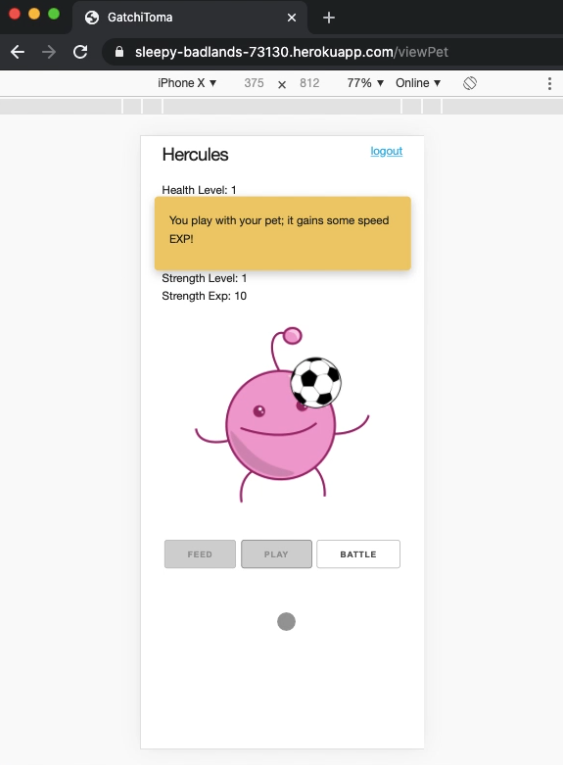 GatchiToma
sleepy-badlands-73130.herokuapp.com/viewPet
iPhone X ▼ 375 × 812 77% ▼ Online ▼
Hercules
logout
Health Level: 1
You play with your pet; it gains some speed
EXP!
Strength Level: 1
Strength Exp: 10
FEED PLAY BATTLE